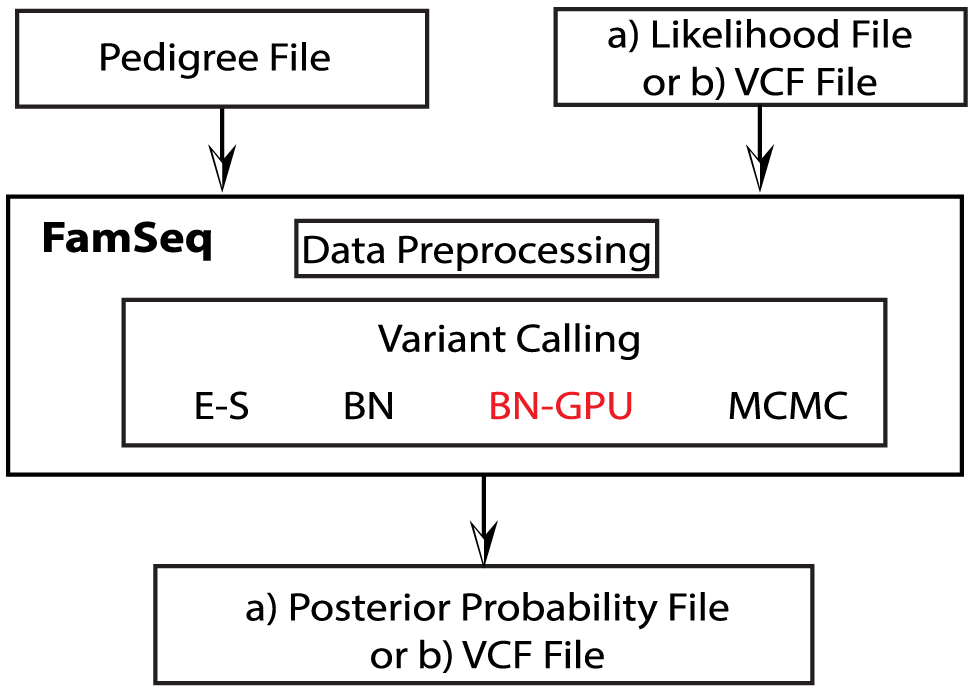 Pedigree File
a) Likelihood File
or b) VCF File
FamSeq
Data Preprocessing
Variant Calling
E-S BN BN-GPU MCMC
a) Posterior Probability File
or b) VCF File